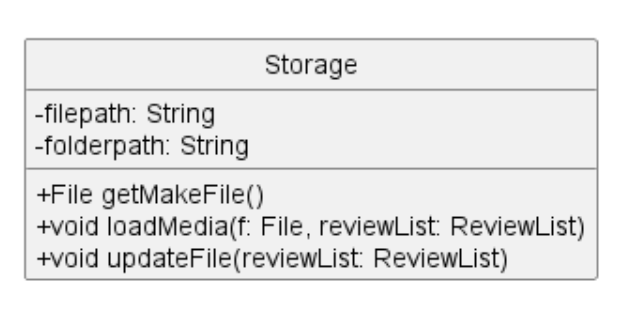 Storage
-filepath: String
-folderpath: String
+File getMakeFile()
+void loadMedia(f: File, reviewList: ReviewList)
+void updateFile(reviewList: ReviewList)